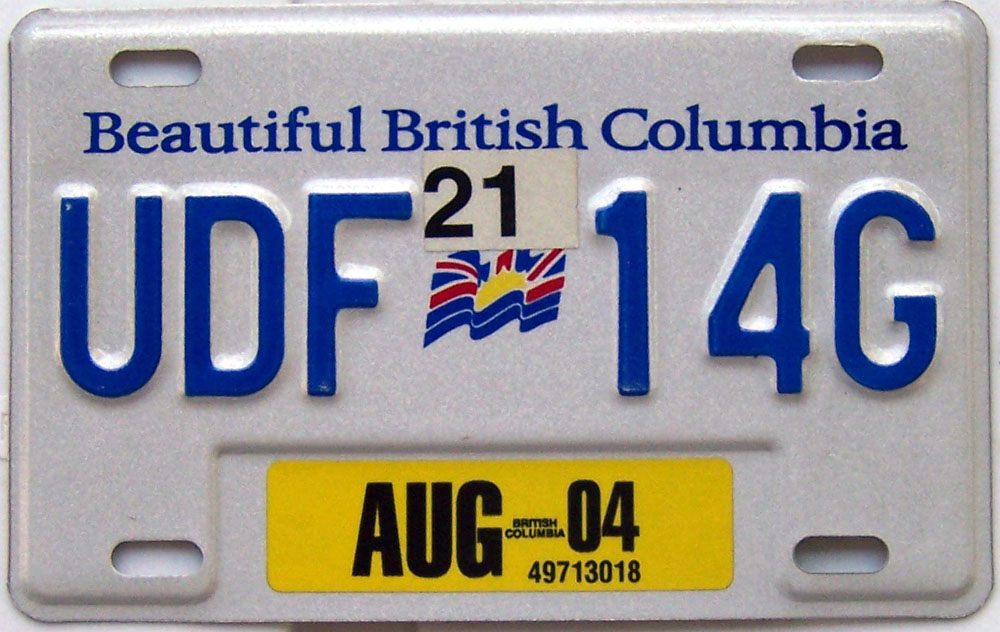 Beautiful British Columbia
21
UDF 14G
AUG BRITISH COLUMBIA 04
49713018